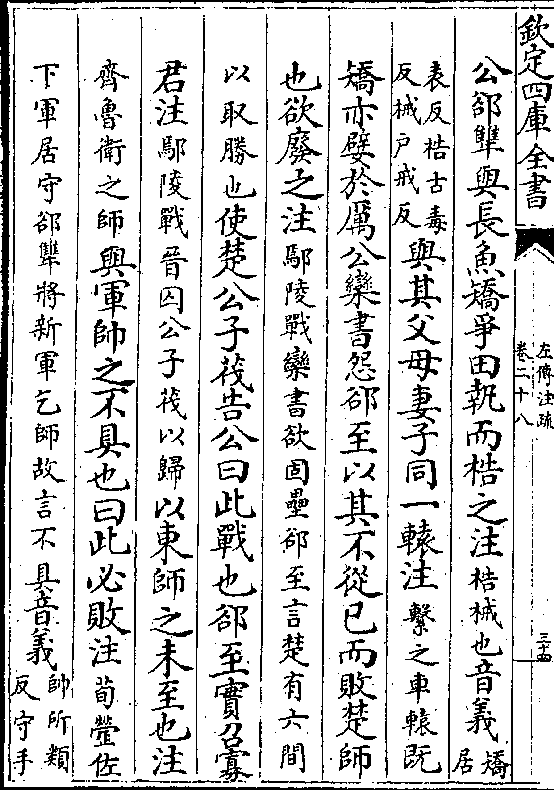 欽定四庫全書
左傳注疏
卷二十八
三十四
公郤犨與長魚矯爭田執而梏之注梏械也音義矯居
表反梏古毒反械戶戒反與其父母妻子同一轅注繫之車轅既
矯亦嬖於厲公欒書怨郤至以其不從已而敗楚師
也欲廢之注鄢陵戰欒書欲固壘郤至言楚有六間
以取勝也使楚公子茷告公曰此戰也郤至實召寡
君注鄢陵戰晉囚公子茷以歸以東師之未至也注
齊魯衛之師與軍帥之不具也曰此必敗注荀罃佐
下軍居守郤犨將新軍乞師故言不具音義帥所類反守手